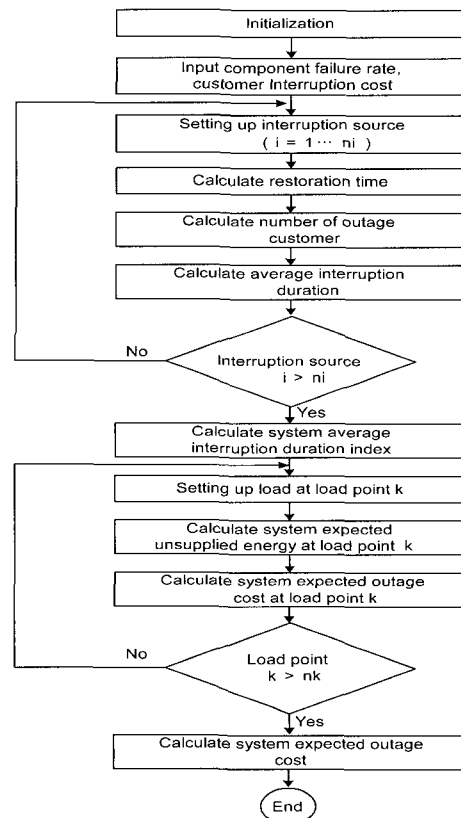 Initialization
Input component failure rate,
customer Interruption cost
Setting up interruption source
( i = 1 ··· ni )
Calculate restoration time
Calculate number of outage
customer
Calculate average interruption
duration
No
Interruption source
i > ni
Yes
Calculate system average
interruption duration index
Setting up load at load point k
Calculate system expected
unsupplied energy at load point k
Calculate system expected outage
cost at load point k
No
Load point
k > nk
Yes
Calculate system expected outage
cost
End